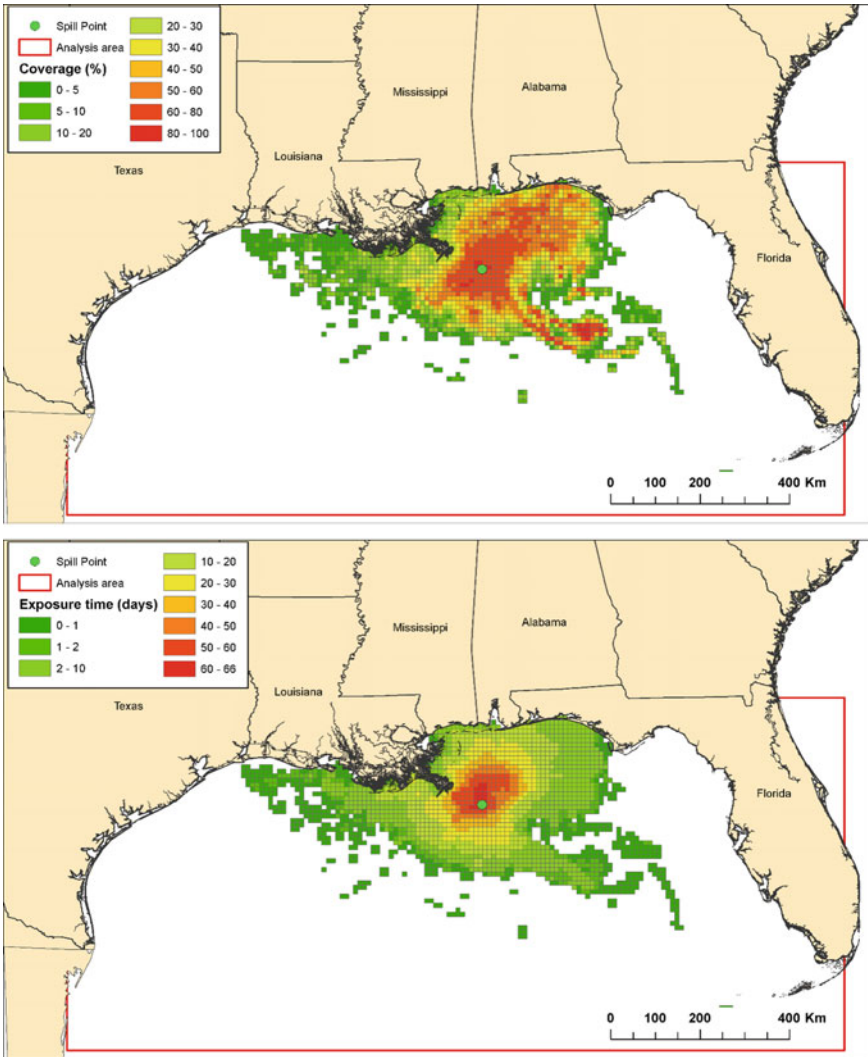 Spill Point
Analysis area
Coverage (%)
0 - 5
5 - 10
10 - 20
20 - 30
30 - 40
40 - 50
50 - 60
60 - 80
80 - 100
Mississippi
Alabama
Texas
Louisiana
Florida
0 100 200 400 Km
Spill Point
Analysis area
Exposure time (days)
0 - 1
1 - 2
2 - 10
10 - 20
20 - 30
30 - 40
40 - 50
50 - 60
60 - 66
Mississippi
Alabama
Texas
Louisiana
Florida
0 100 200 400 Km